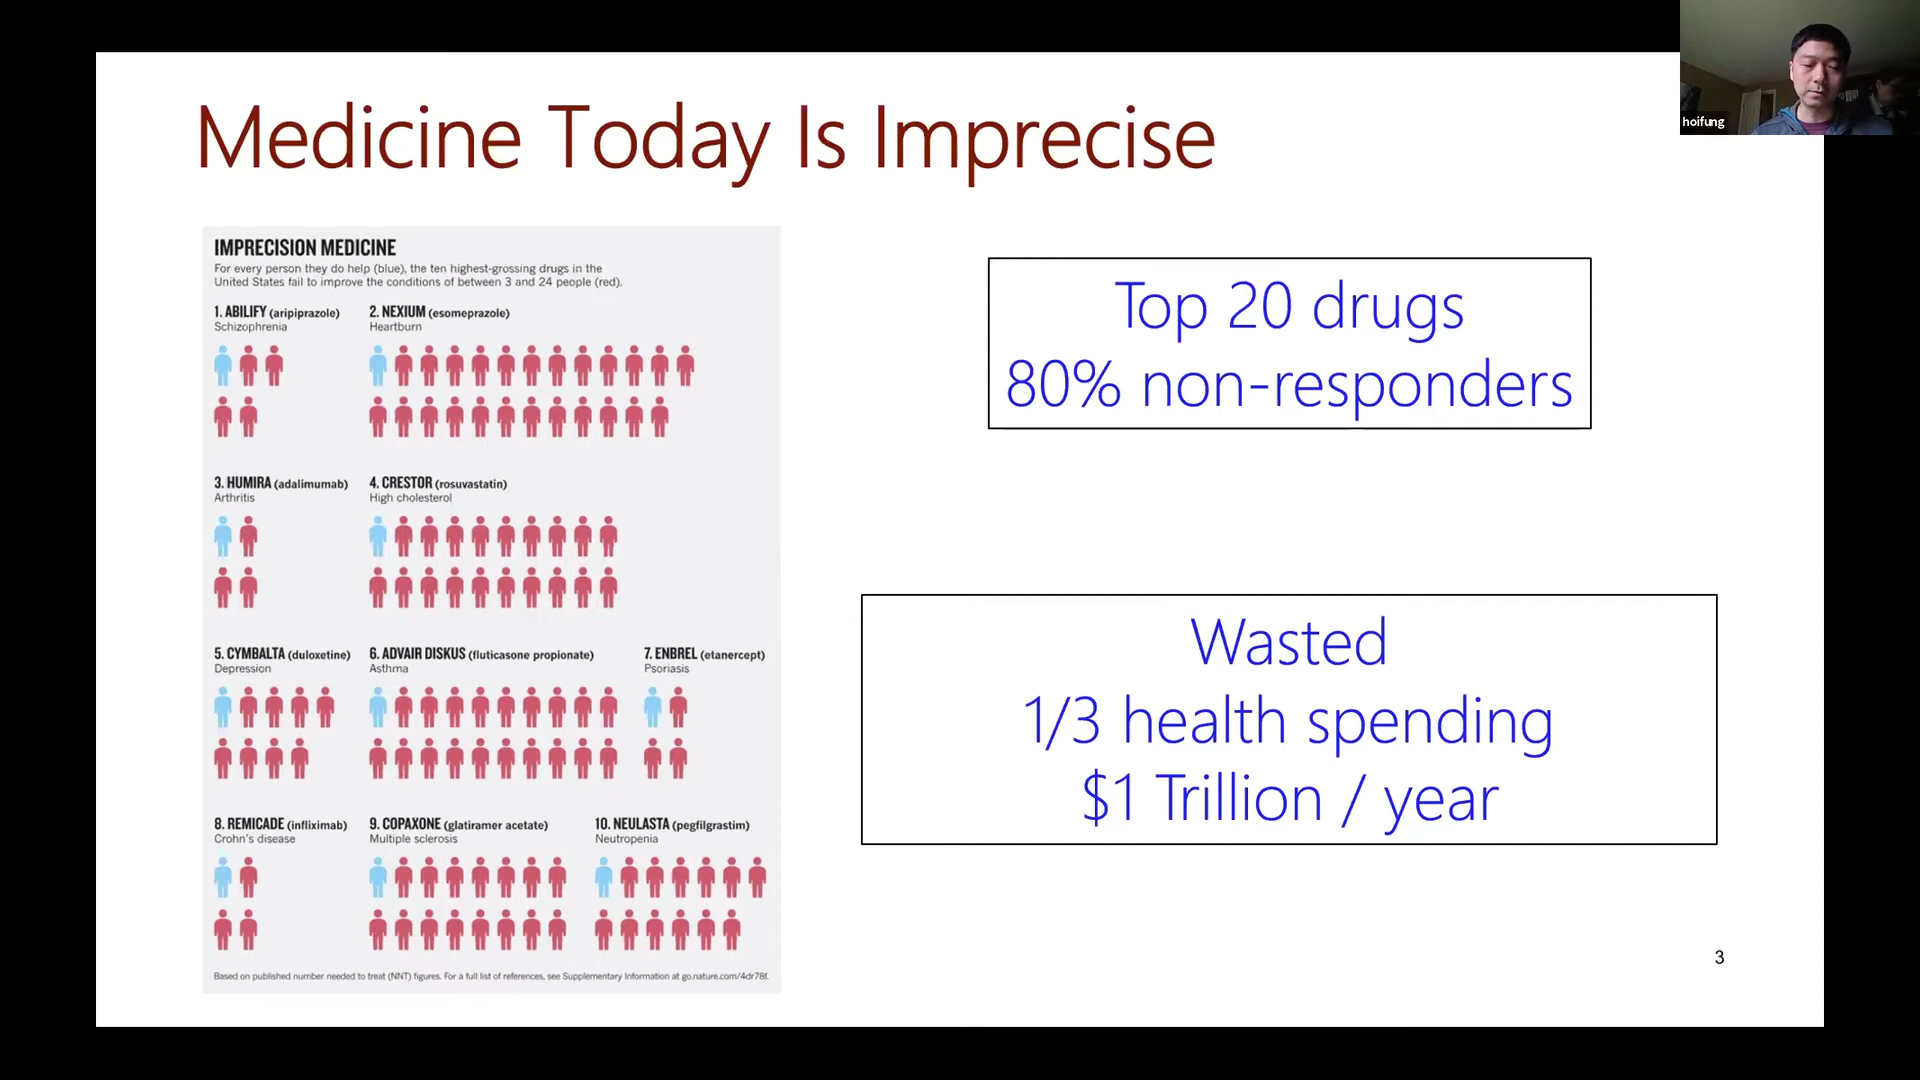 Medicine Today Is Imprecise
hoifung
IMPRECISION MEDICINE
For every person they do help (blue), the ten highest-grossing drugs in the
United States fail to improve the conditions of between 3 and 24 people (red).
1. ABILIFY (aripiprazole)
Schizophrenia
2. NEXIUM (esomeprazole)
Heartburn
3. HUMIRA (adalimumab)
Arthritis
4. CRESTOR (rosuvastatin)
High cholesterol
5. CYMBALTA (duloxetine)
Depression
6. ADVAIR DISKUS (fluticasone propionate)
Asthma
7. ENBREL (etanercept)
Psoriasis
8. REMICADE (infliximab)
Crohn's disease
9. COPAXONE (glatiramer acetate)
Multiple sclerosis
10. NEULASTA (pegfilgrastim)
Neutropenia
Based on published number needed to treat (NNT) figures. For a full list of references, see Supplementary Information at go.nature.com/4dr78f.
Top 20 drugs
80% non-responders
Wasted
1/3 health spending
$1 Trillion / year
3